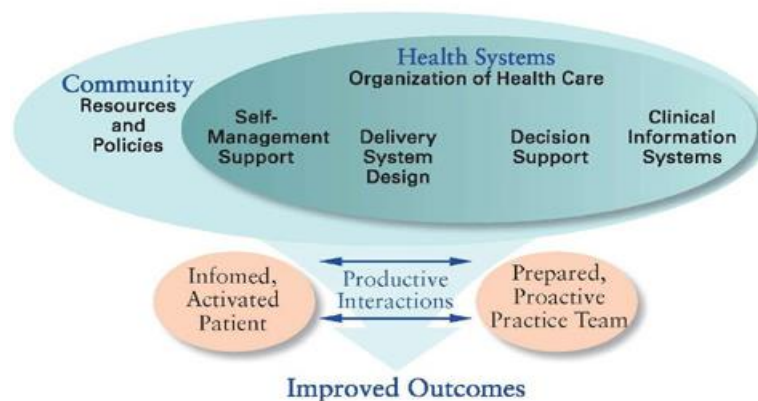 Community
Resources
and
Policies
Health Systems
Organization of Health Care
Self-
Management
Support
Delivery
System
Design
Decision
Support
Clinical
Information
Systems
Infomed,
Activated
Patient
Productive
Interactions
Prepared,
Proactive
Practice Team
Improved Outcomes